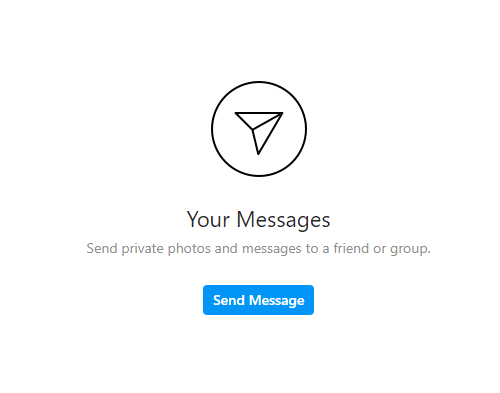 Your Messages
Send private photos and messages to a friend or group.
Send Message